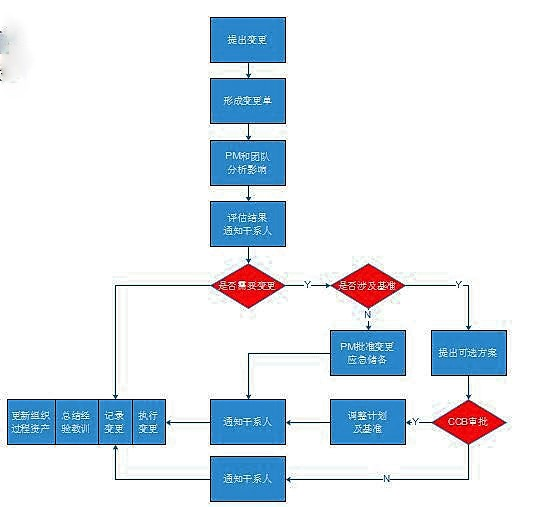 提出变更
形成变更单
PM和团队
分析影响
评估结果
通知干系人
是否需要变更
Y
是否涉及基准
Y
N
PM批准变更
应急储备
提出可选方案
更新组织
过程资产
总结经
验教训
记录
变更
执行
变更
通知干系人
调整计划
及基准
Y
CCB审批
通知干系人
N